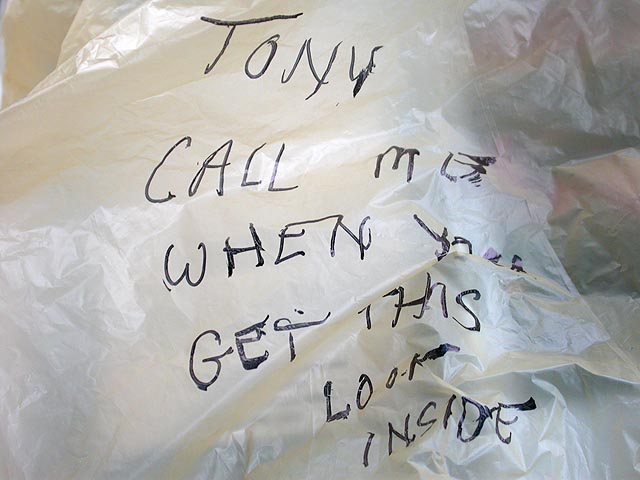 TONY
CALL ME
WHEN YOU
GET THIS
LOOK
INSIDE